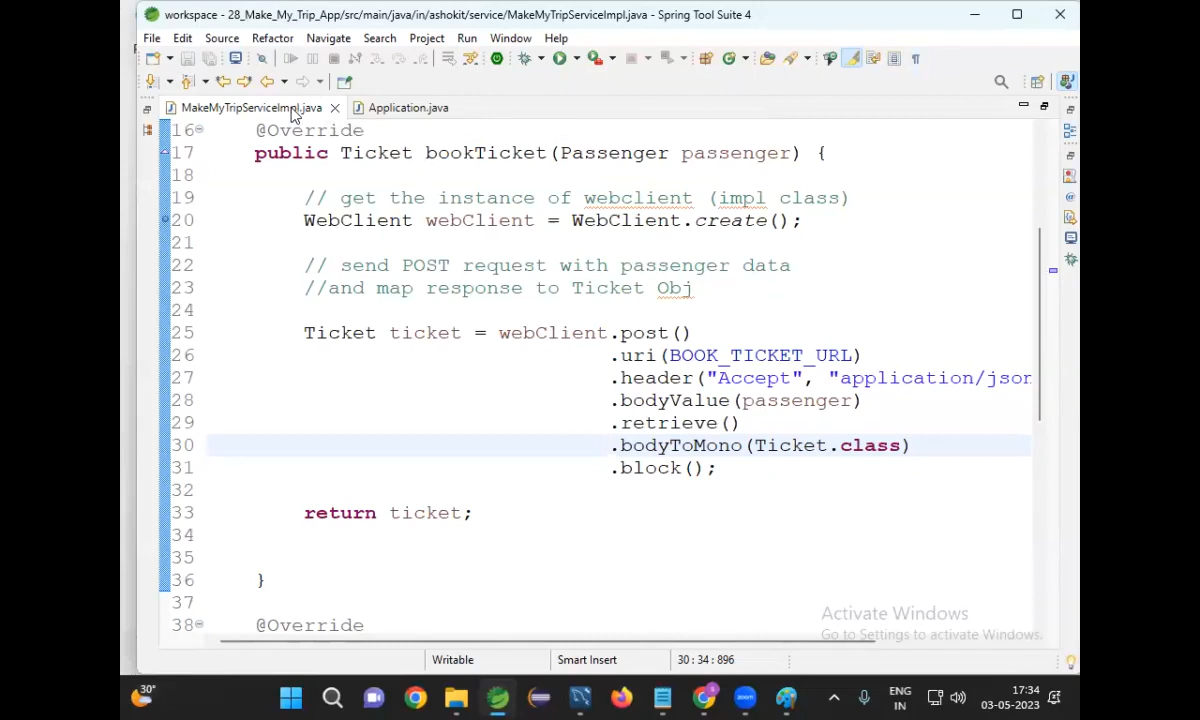 workspace - 28_Make_My_Trip_App/src/main/java/in/ashokit/service/MakeMyTripServiceImpl.java - Spring Tool Suite 4
File Edit Source Refactor Navigate Search Project Run Window Help
MakeMyTripServiceImpl.java Application.java
16 @Override
17 public Ticket bookTicket(Passenger passenger) {
18
19 // get the instance of webclient (impl class)
20 WebClient webClient = WebClient.create();
21
22 // send POST request with passenger data
23 //and map response to Ticket Obj
24
25 Ticket ticket = webClient.post()
26 .uri(BOOK_TICKET_URL)
27 .header("Accept", "application/json
28 .bodyValue(passenger)
29 .retrieve()
30 .bodyToMono(Ticket.class)
31 .block();
32
33 return ticket;
34
35
36 }
37
38 @Override
Activate Windows
Go to Settings to activate Windows.
Writable Smart Insert 30 : 34 : 896
30°
zoom
ENG
IN
17:34
03-05-2023